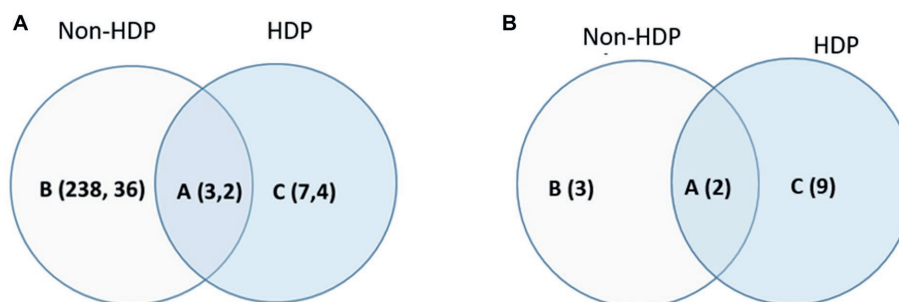 A
Non-HDP HDP
B (238, 36) A (3,2) C (7,4)
B
Non-HDP HDP
B (3) A (2) C (9)